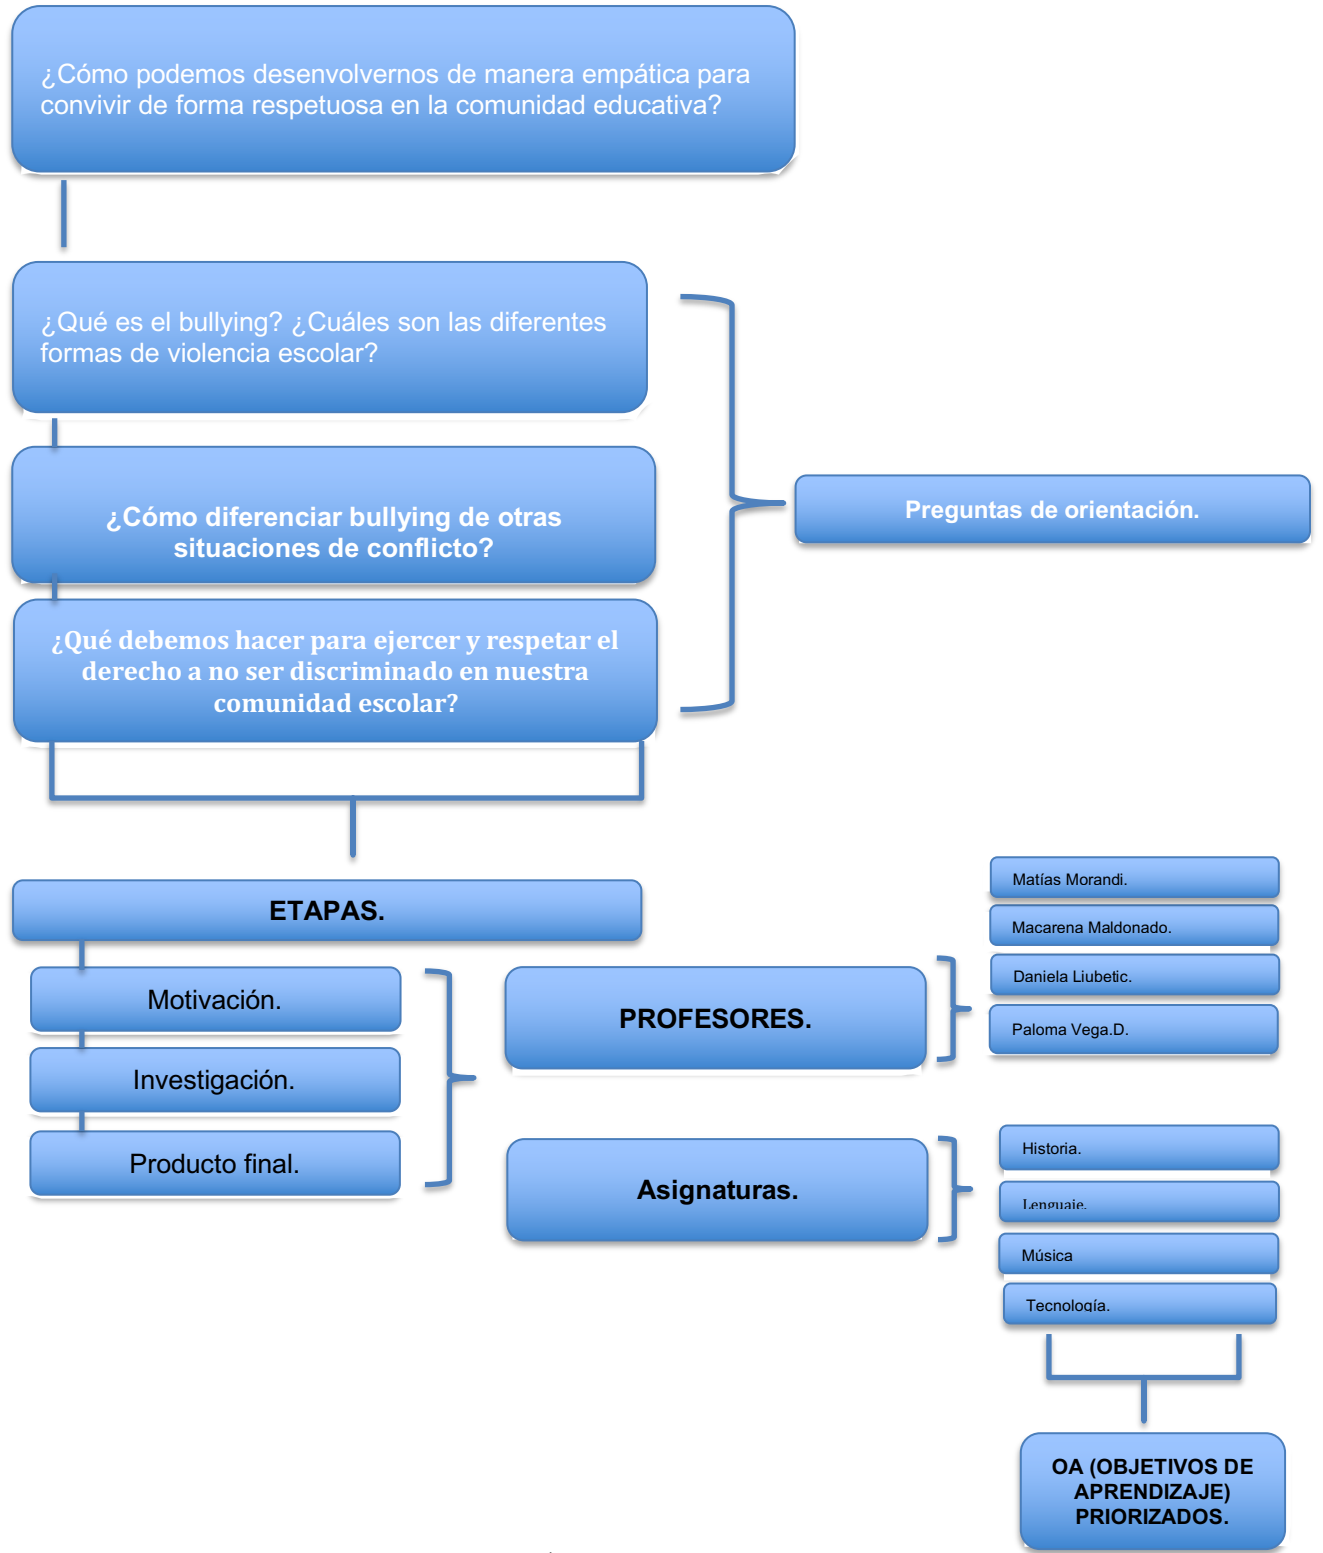 ¿Cómo podemos desenvolvernos de manera empática para
convivir de forma respetuosa en la comunidad educativa?
¿Qué es el bullying? ¿Cuáles son las diferentes
formas de violencia escolar?
¿Cómo diferenciar bullying de otras
situaciones de conflicto?
Preguntas de orientación.
¿Qué debemos hacer para ejercer y respetar el
derecho a no ser discriminado en nuestra
comunidad escolar?
ETAPAS.
Motivación.
Investigación.
Producto final.
PROFESORES.
Matías Morandi.
Macarena Maldonado.
Daniela Liubetic.
Paloma Vega.D.
Asignaturas.
Historia.
Lenguaje.
Música
Tecnología.
OA (OBJETIVOS DE
APRENDIZAJE)
PRIORIZADOS.